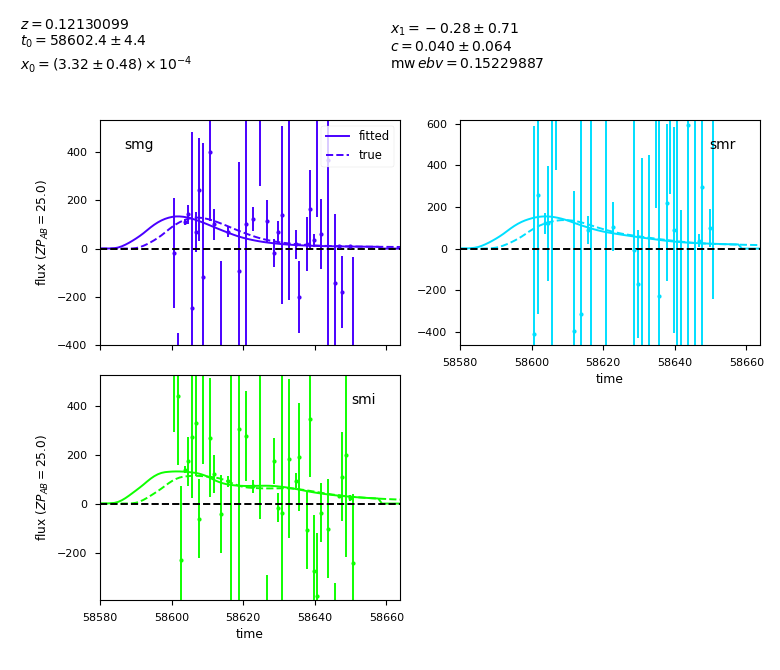 z = 0.12130099
t₀ = 58602.4 ± 4.4
x₀ = (3.32 ± 0.48) × 10⁻⁴
x₁ = −0.28 ± 0.71
c = 0.040 ± 0.064
mw ebv = 0.15229887
smg
fitted
true
400
200
0
−200
−400
flux (ZP_AB = 25.0)
smr
600
400
200
0
−200
−400
58580 58600 58620 58640 58660
time
smi
400
200
0
−200
flux (ZP_AB = 25.0)
58580 58600 58620 58640 58660
time